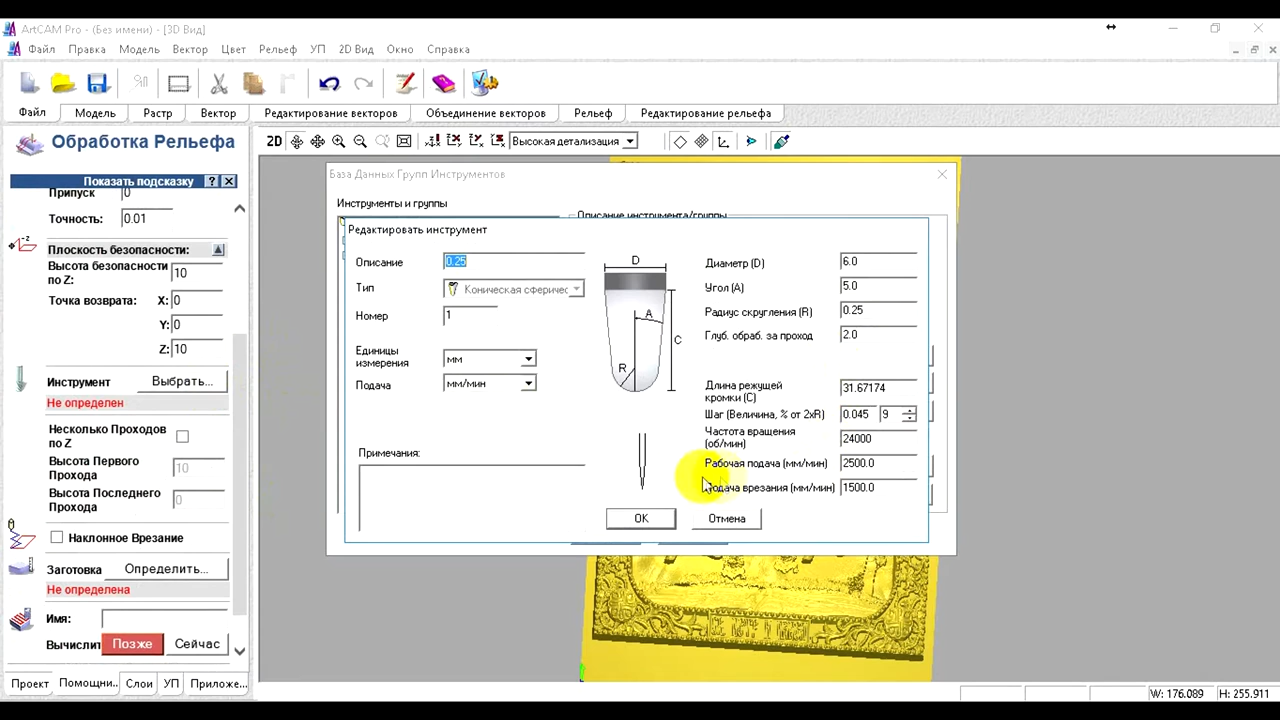 ArtCAM Pro - (Без имени) - [3D Вид]
Файл Правка Модель Вектор Цвет Рельеф УП 2D Вид Окно Справка
Файл Модель Растр Вектор Редактирование векторов Объединение векторов Рельеф Редактирование рельефа
Обработка Рельефа
2D Высокая детализация
Показать подсказку ? X
Припуск 0
Точность: 0.01
Плоскость безопасности:
Высота безопасности по Z: 10
Точка возврата: X: 0
Y: 0
Z: 10
Инструмент Выбрать...
Не определен
Несколько Проходов по Z
Высота Первого Прохода 10
Высота Последнего Прохода 0
Наклонное Врезание
Заготовка Определить...
Не определена
Имя:
Вычислит Позже Сейчас
Проект Помощни... Слои УП Приложе...
База Данных Групп Инструментов
Инструменты и группы
Описание инструмента/группы
Редактировать инструмент
Описание 0.25
Тип Коническая сферичес
Номер 1
Единицы измерения мм
Подача мм/мин
Примечания:
D
A
C
R
Диаметр (D) 6.0
Угол (A) 5.0
Радиус скругления (R) 0.25
Глуб. обраб. за проход 2.0
Длина режущей кромки (C) 31.67174
Шаг (Величина, % от 2xR) 0.045 9
Частота вращения (об/мин) 24000
Рабочая подача (мм/мин) 2500.0
Подача врезания (мм/мин) 1500.0
OK Отмена
W: 176.089 H: 255.911